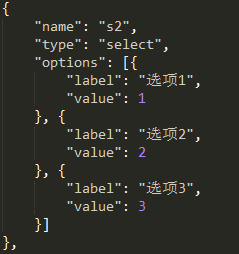 {
    "name": "s2",
    "type": "select",
    "options": [{
        "label": "选项1",
        "value": 1
    }, {
        "label": "选项2",
        "value": 2
    }, {
        "label": "选项3",
        "value": 3
    }]
},